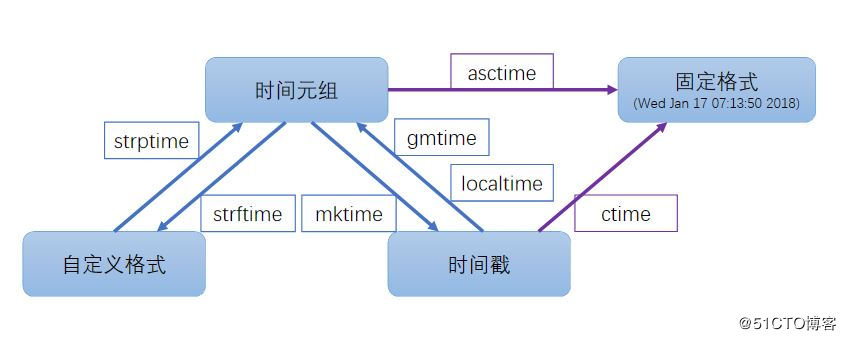 asctime
时间元组
固定格式
(Wed Jan 17 07:13:50 2018)
strptime
gmtime
localtime
strftime
mktime
ctime
自定义格式
时间戳
@51CTO博客